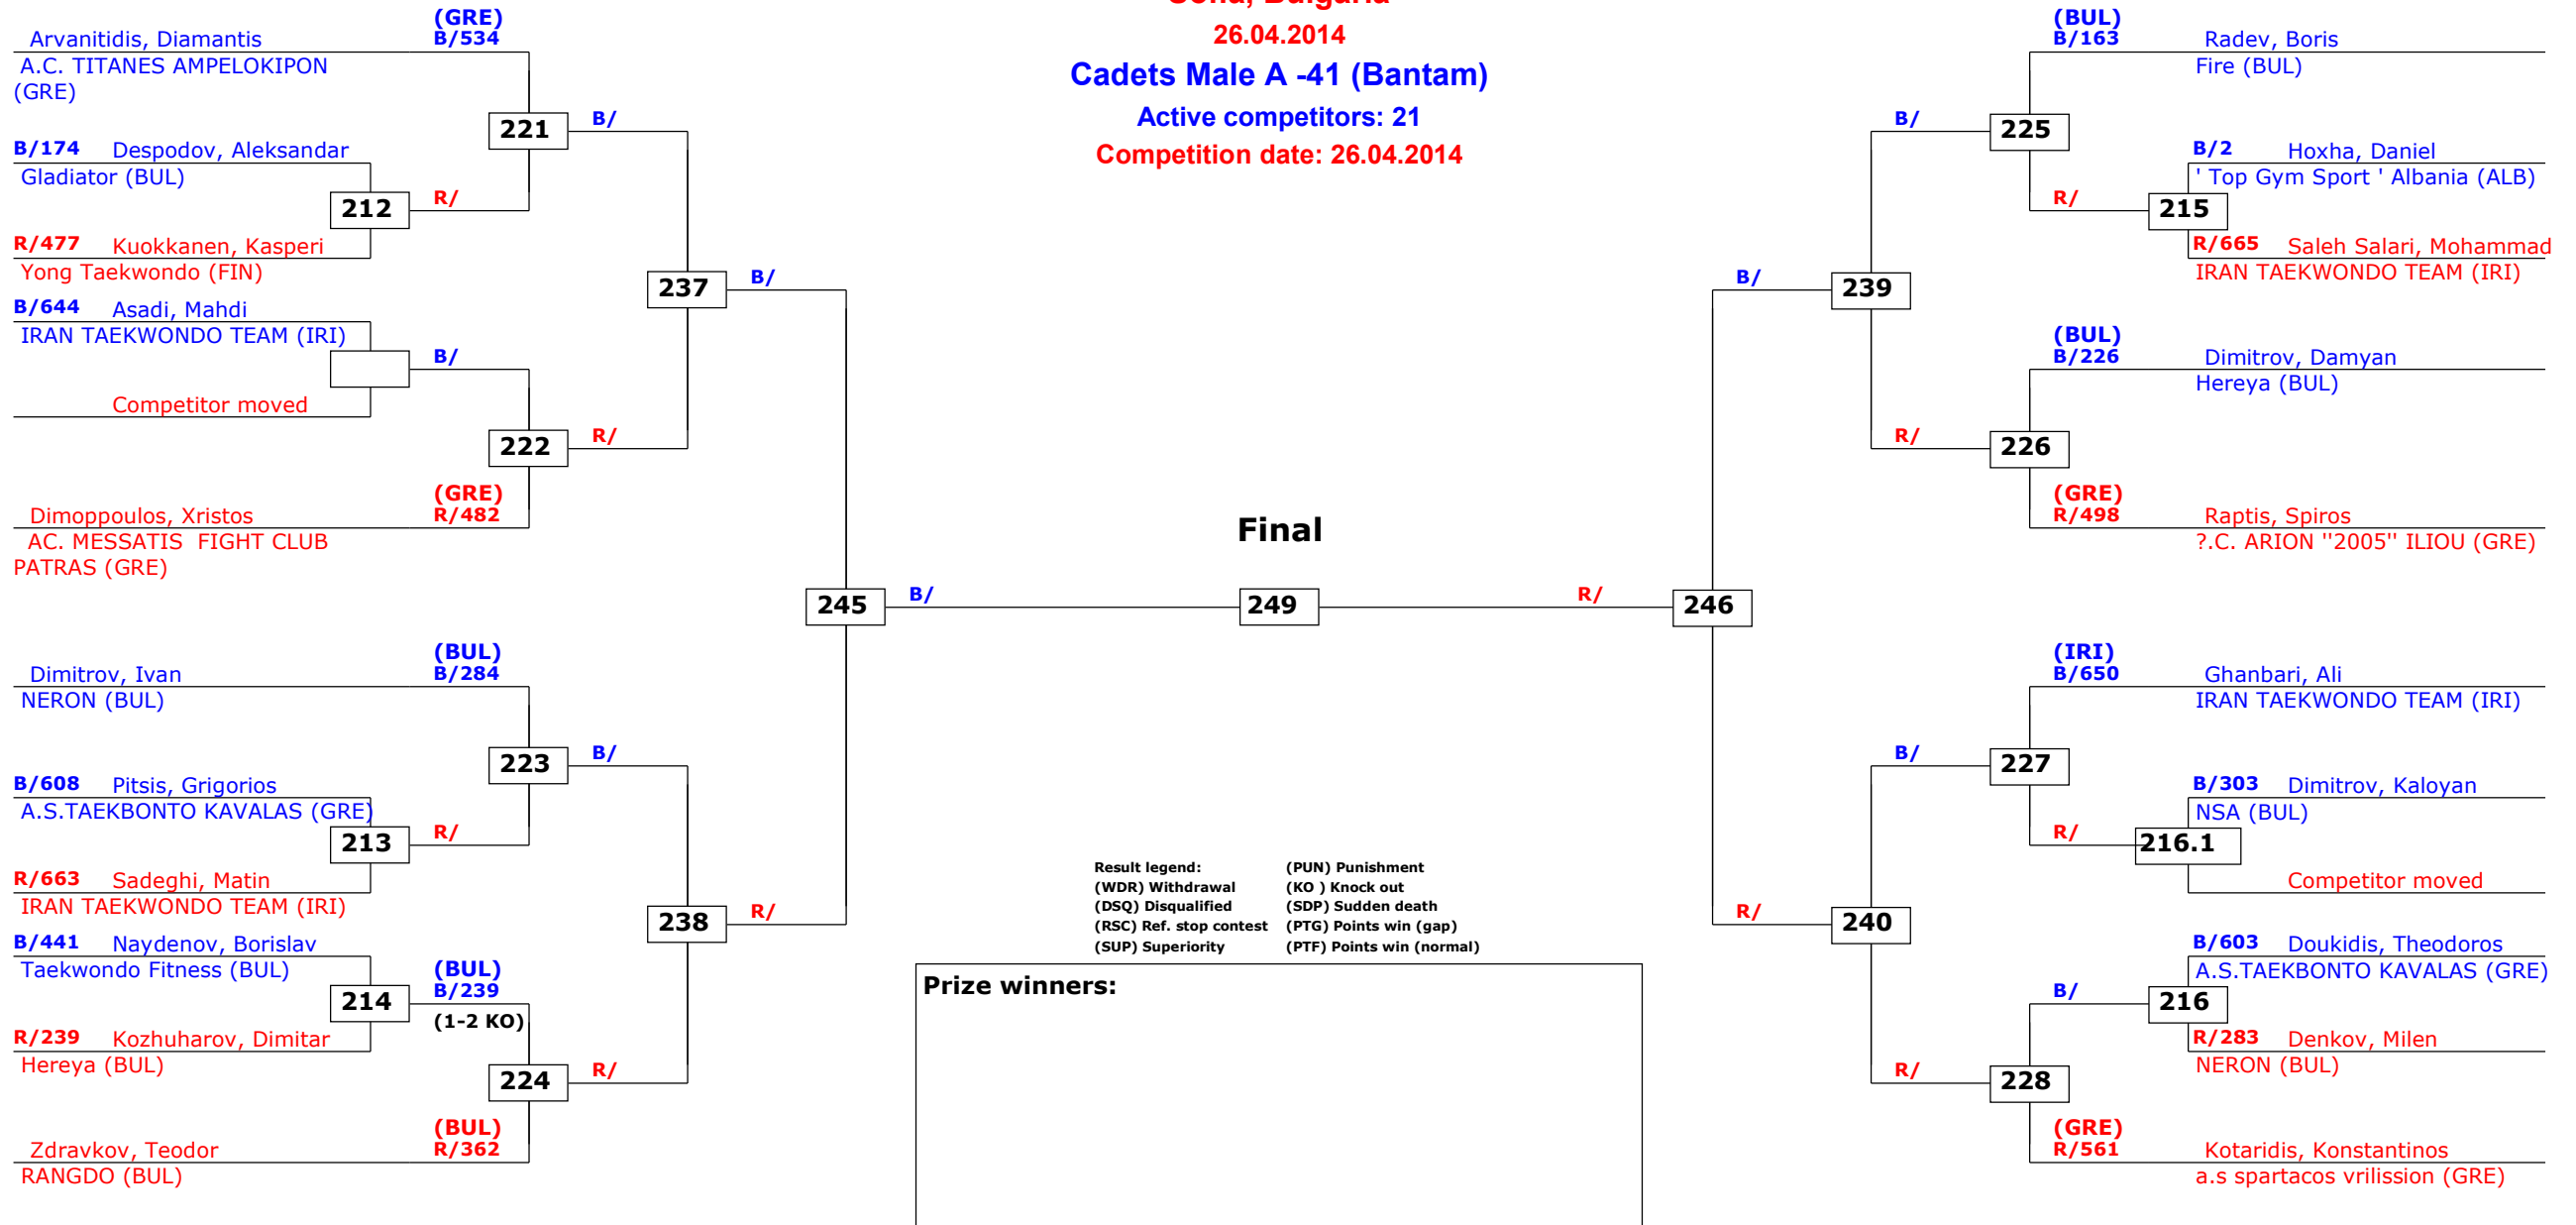 Sofia, Bulgaria
26.04.2014
Cadets Male A -41 (Bantam)
Active competitors: 21
Competition date: 26.04.2014
(GRE)
Arvanitidis, Diamantis B/534
A.C. TITANES AMPELOKIPON
(GRE)
221 B/
B/174 Despodov, Aleksandar
Gladiator (BUL)
212 R/
R/477 Kuokkanen, Kasperi
Yong Taekwondo (FIN)
237 B/
B/644 Asadi, Mahdi
IRAN TAEKWONDO TEAM (IRI)
B/
Competitor moved
222 R/
(GRE)
Dimoppoulos, Xristos R/482
AC. MESSATIS FIGHT CLUB
PATRAS (GRE)
245 B/
(BUL)
Dimitrov, Ivan B/284
NERON (BUL)
223 B/
B/608 Pitsis, Grigorios
A.S.TAEKBONTO KAVALAS (GRE)
213 R/
R/663 Sadeghi, Matin
IRAN TAEKWONDO TEAM (IRI)
238 R/
B/441 Naydenov, Borislav
Taekwondo Fitness (BUL)
(BUL)
214 B/239
(1-2 KO)
R/239 Kozhuharov, Dimitar
Hereya (BUL)
224 R/
(BUL)
Zdravkov, Teodor R/362
RANGDO (BUL)
Final
249
(BUL)
B/163 Radev, Boris
Fire (BUL)
B/ 225
B/2 Hoxha, Daniel
' Top Gym Sport ' Albania (ALB)
R/ 215
R/665 Saleh Salari, Mohammad
IRAN TAEKWONDO TEAM (IRI)
B/ 239
(BUL)
B/226 Dimitrov, Damyan
Hereya (BUL)
R/ 226
(GRE)
R/498 Raptis, Spiros
?.C. ARION "2005" ILIOU (GRE)
R/ 246
(IRI)
B/650 Ghanbari, Ali
IRAN TAEKWONDO TEAM (IRI)
B/ 227
B/303 Dimitrov, Kaloyan
NSA (BUL)
R/ 216.1
Competitor moved
R/ 240
B/603 Doukidis, Theodoros
A.S.TAEKBONTO KAVALAS (GRE)
B/ 216
R/283 Denkov, Milen
NERON (BUL)
R/ 228
(GRE)
R/561 Kotaridis, Konstantinos
a.s spartacos vrilission (GRE)
Result legend: (PUN) Punishment
(WDR) Withdrawal (KO ) Knock out
(DSQ) Disqualified (SDP) Sudden death
(RSC) Ref. stop contest (PTG) Points win (gap)
(SUP) Superiority (PTF) Points win (normal)
Prize winners: